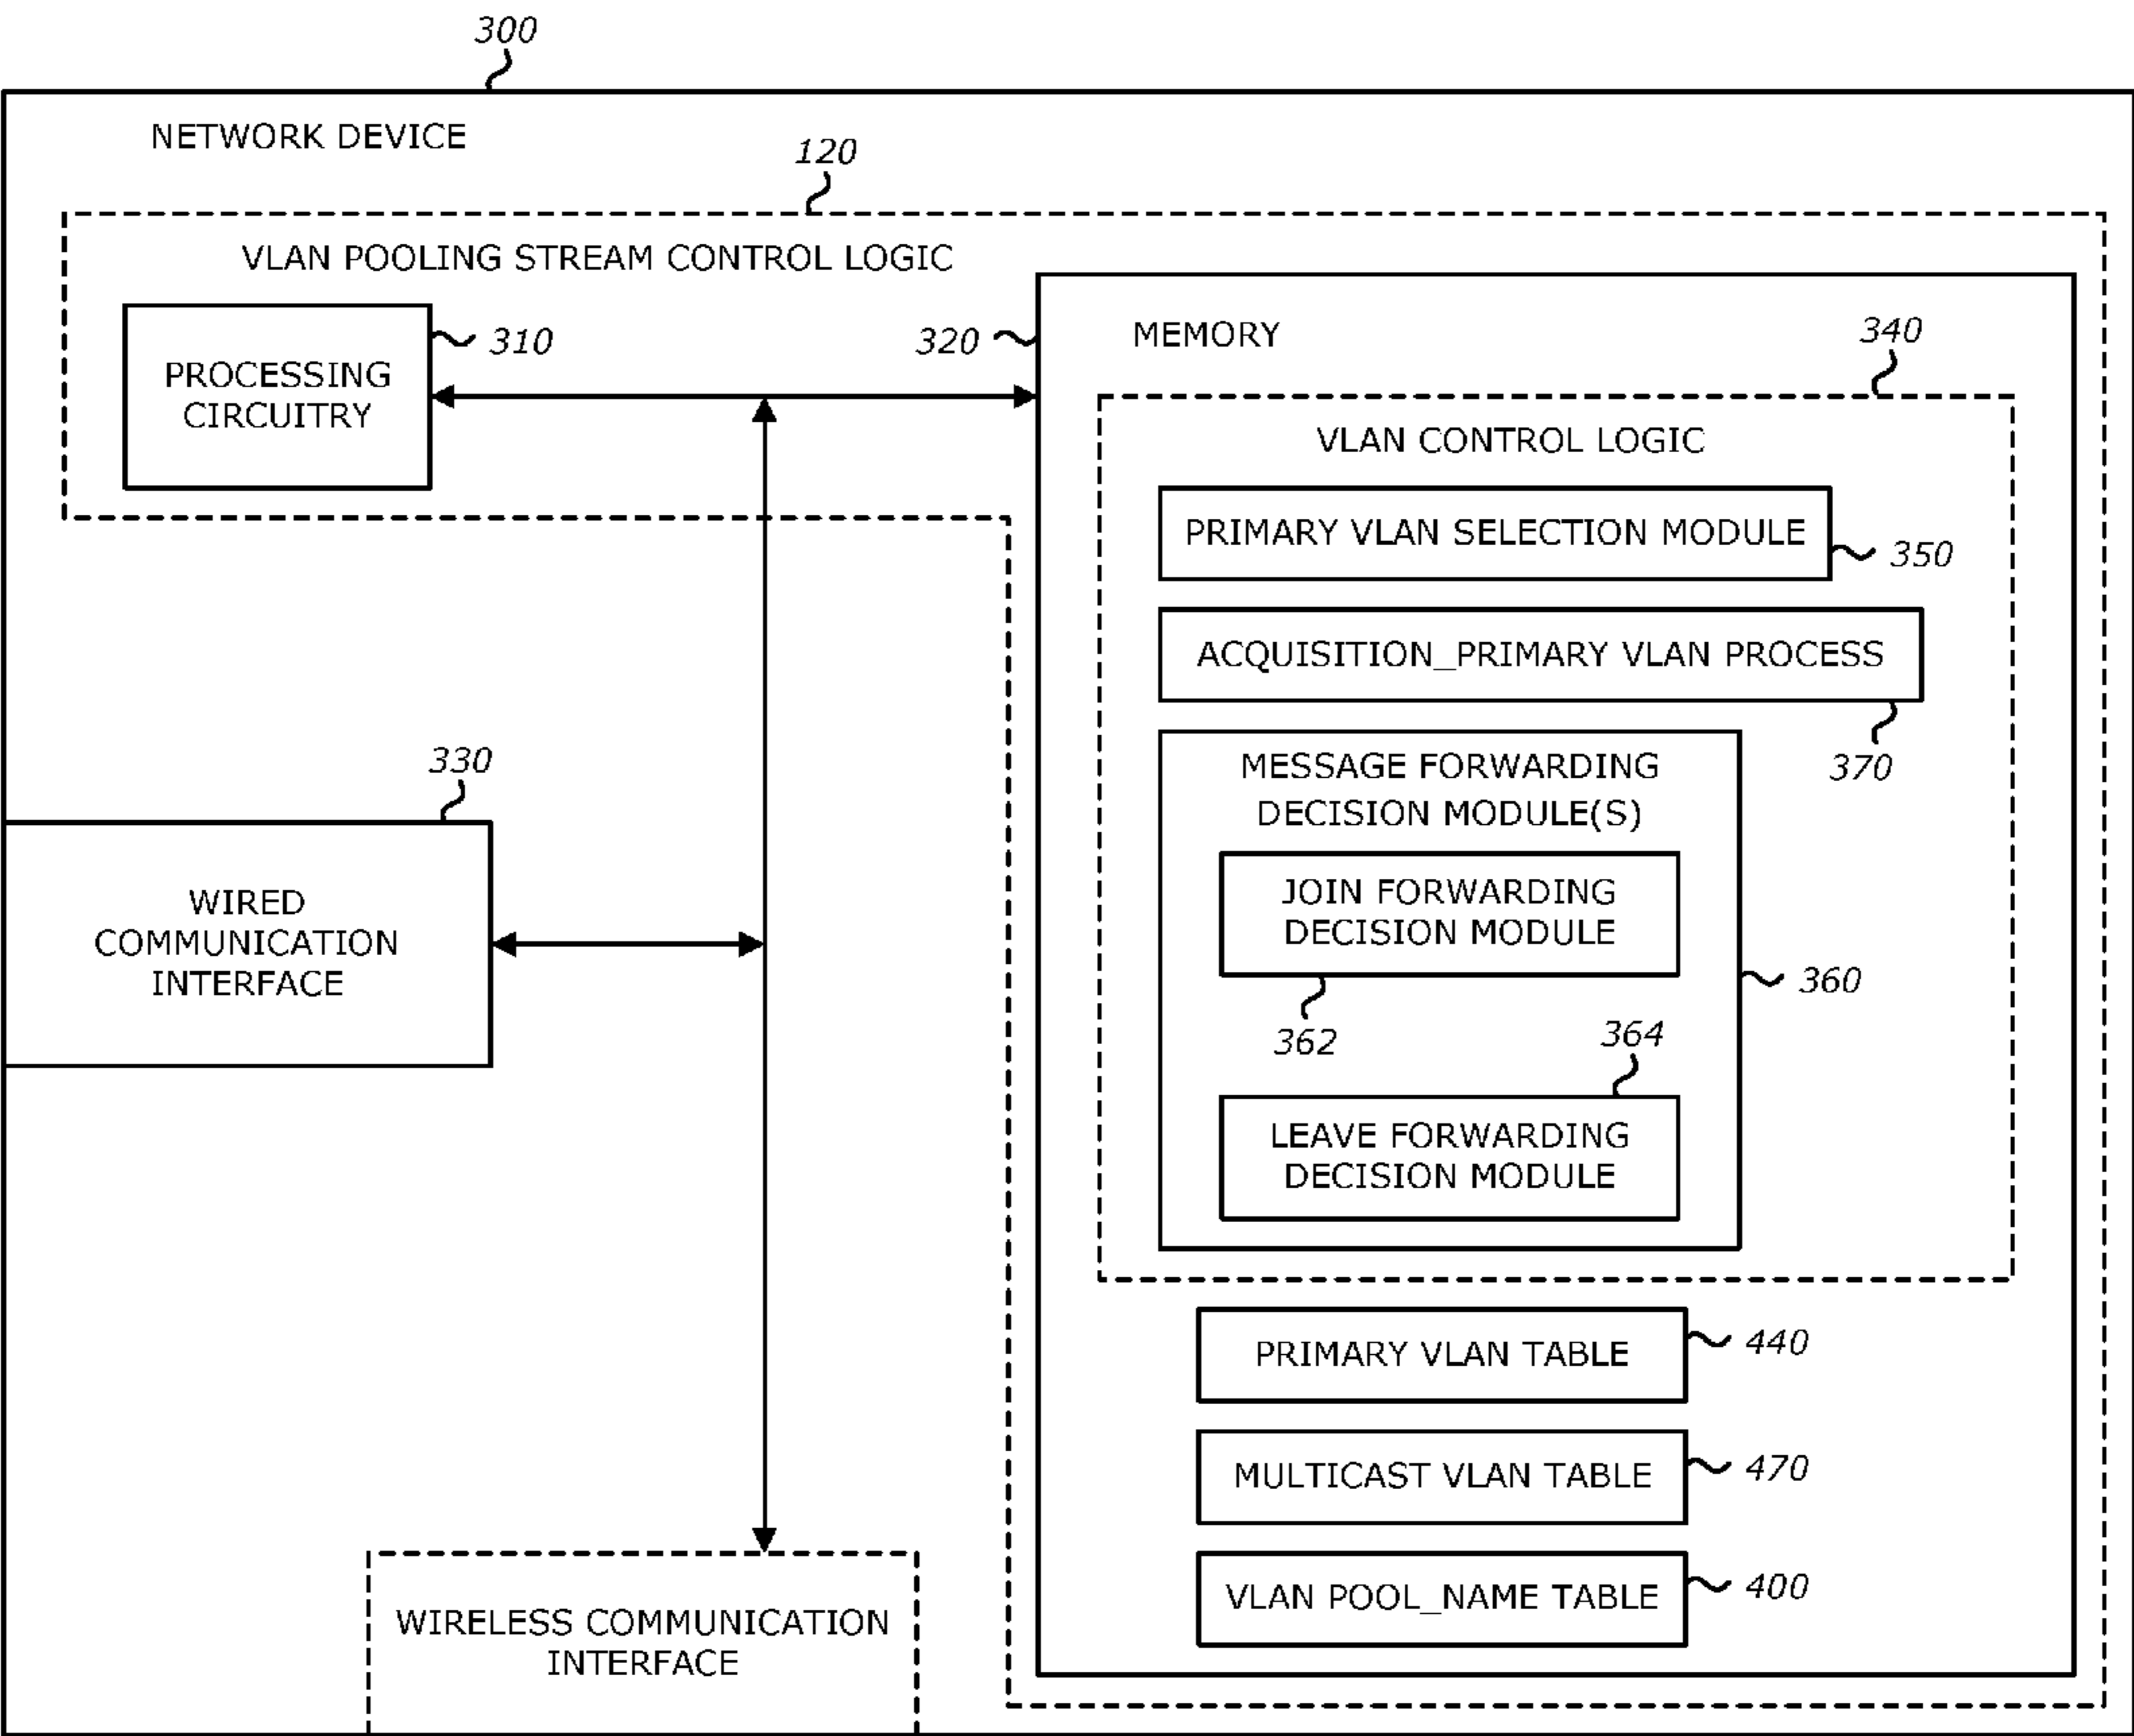 300
NETWORK DEVICE
120
VLAN POOLING STREAM CONTROL LOGIC
PROCESSING
CIRCUITRY
310
320
MEMORY
340
VLAN CONTROL LOGIC
PRIMARY VLAN SELECTION MODULE
350
ACQUISITION_PRIMARY VLAN PROCESS
370
MESSAGE FORWARDING
DECISION MODULE(S)
JOIN FORWARDING
DECISION MODULE
362
360
364
LEAVE FORWARDING
DECISION MODULE
330
WIRED
COMMUNICATION
INTERFACE
PRIMARY VLAN TABLE
440
MULTICAST VLAN TABLE
470
VLAN POOL_NAME TABLE
400
WIRELESS COMMUNICATION
INTERFACE